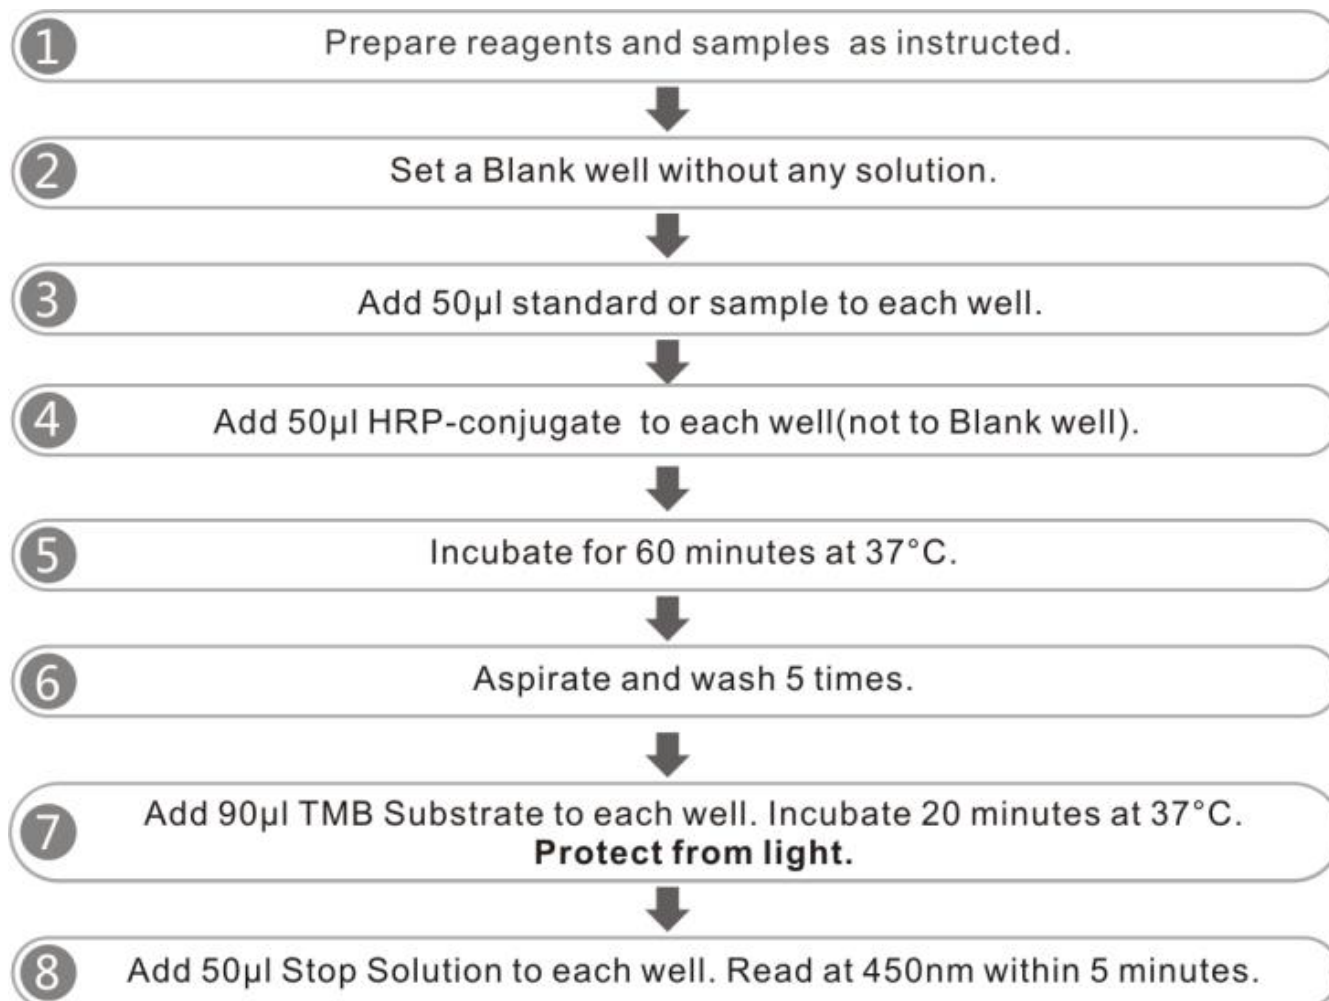 1 Prepare reagents and samples as instructed.
2 Set a Blank well without any solution.
3 Add 50µl standard or sample to each well.
4 Add 50µl HRP-conjugate to each well(not to Blank well).
5 Incubate for 60 minutes at 37°C.
6 Aspirate and wash 5 times.
7 Add 90µl TMB Substrate to each well. Incubate 20 minutes at 37°C.
Protect from light.
8 Add 50µl Stop Solution to each well. Read at 450nm within 5 minutes.